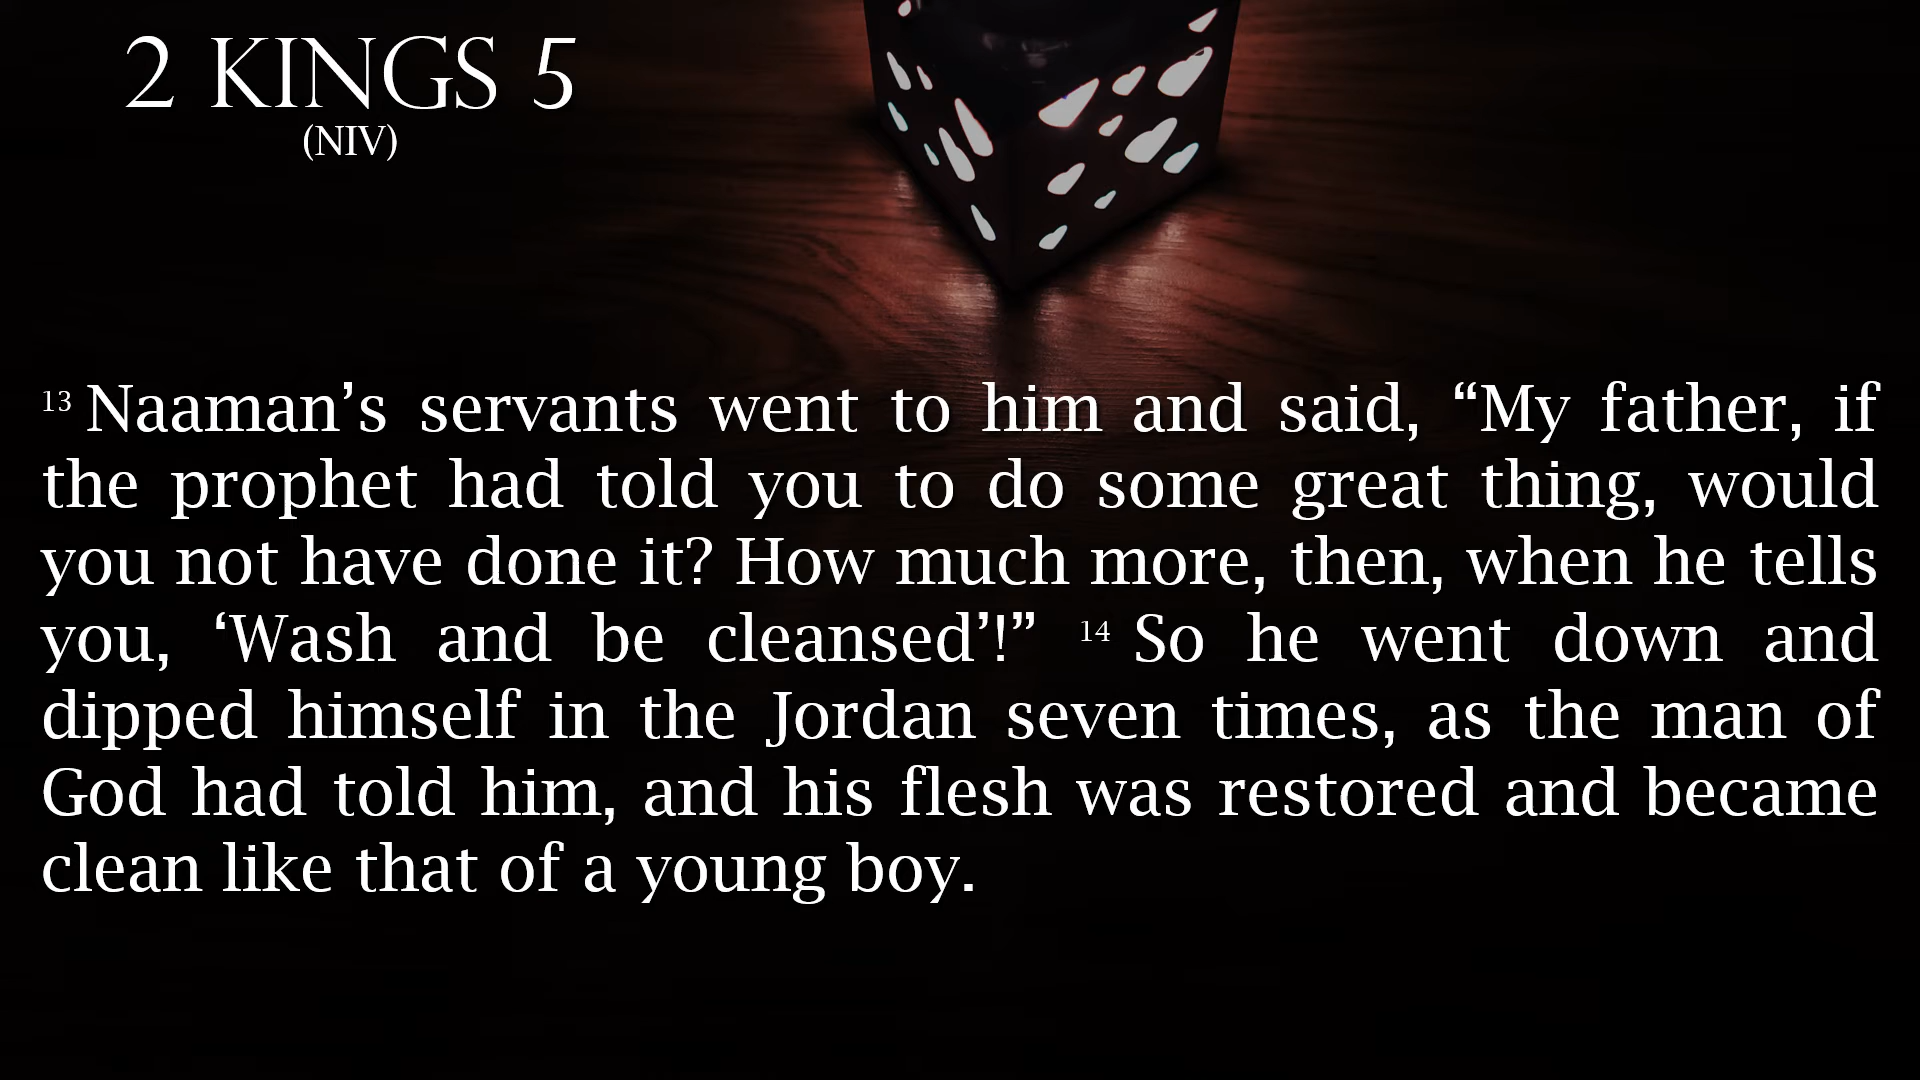 2 KINGS 5
(NIV)
13 Naaman’s servants went to him and said, “My father, if
the prophet had told you to do some great thing, would
you not have done it? How much more, then, when he tells
you, ‘Wash and be cleansed’!” 14 So he went down and
dipped himself in the Jordan seven times, as the man of
God had told him, and his flesh was restored and became
clean like that of a young boy.